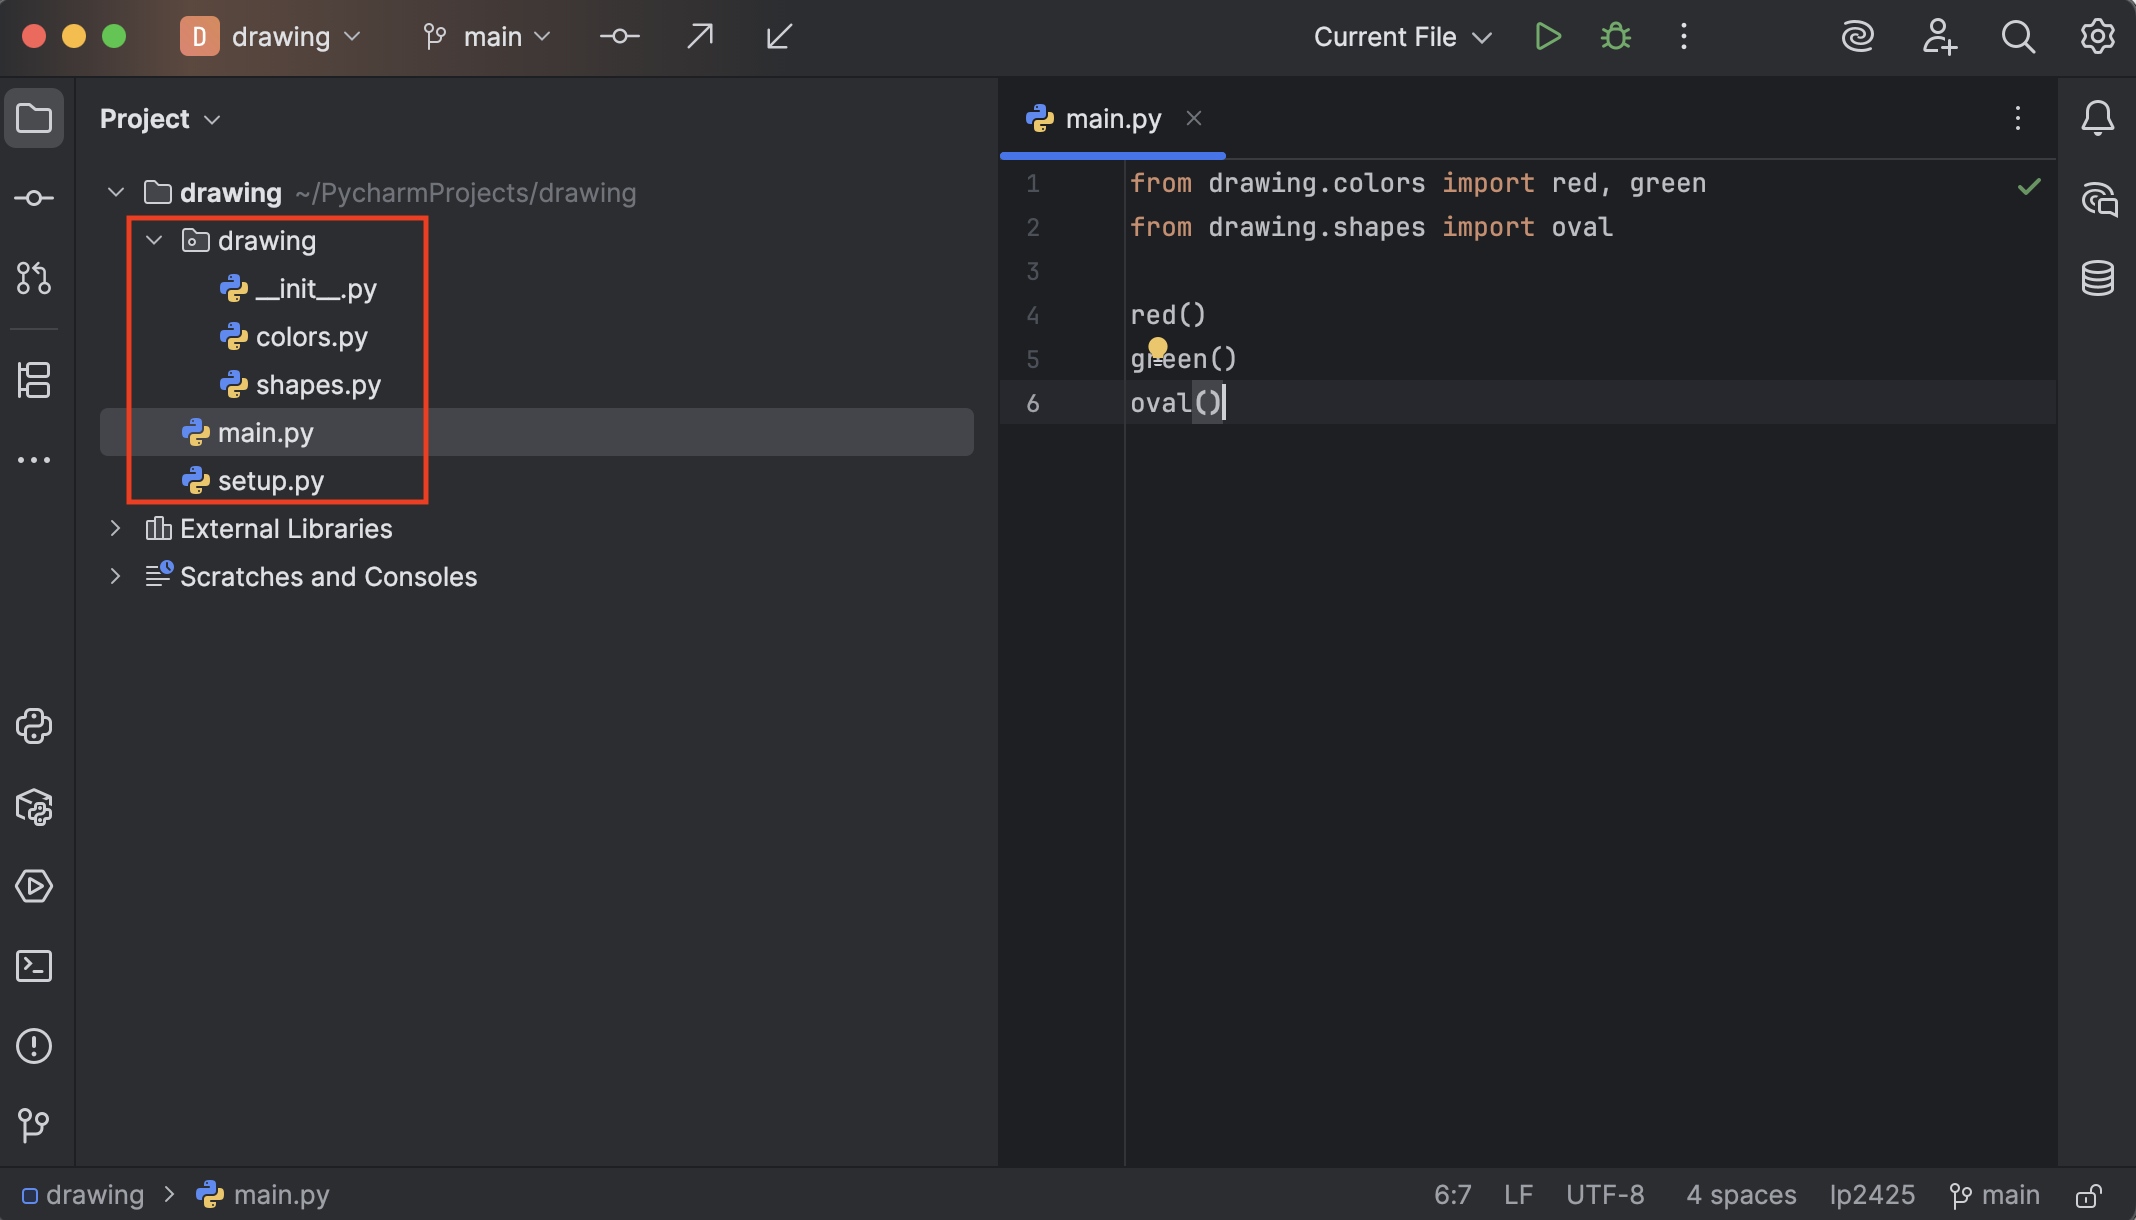 D drawing main Current File
Project
main.py
drawing ~/PycharmProjects/drawing
drawing
__init__.py
colors.py
shapes.py
main.py
setup.py
External Libraries
Scratches and Consoles
1 from drawing.colors import red, green
2 from drawing.shapes import oval
3
4 red()
5 green()
6 oval()
drawing > main.py 6:7 LF UTF-8 4 spaces lp2425 main